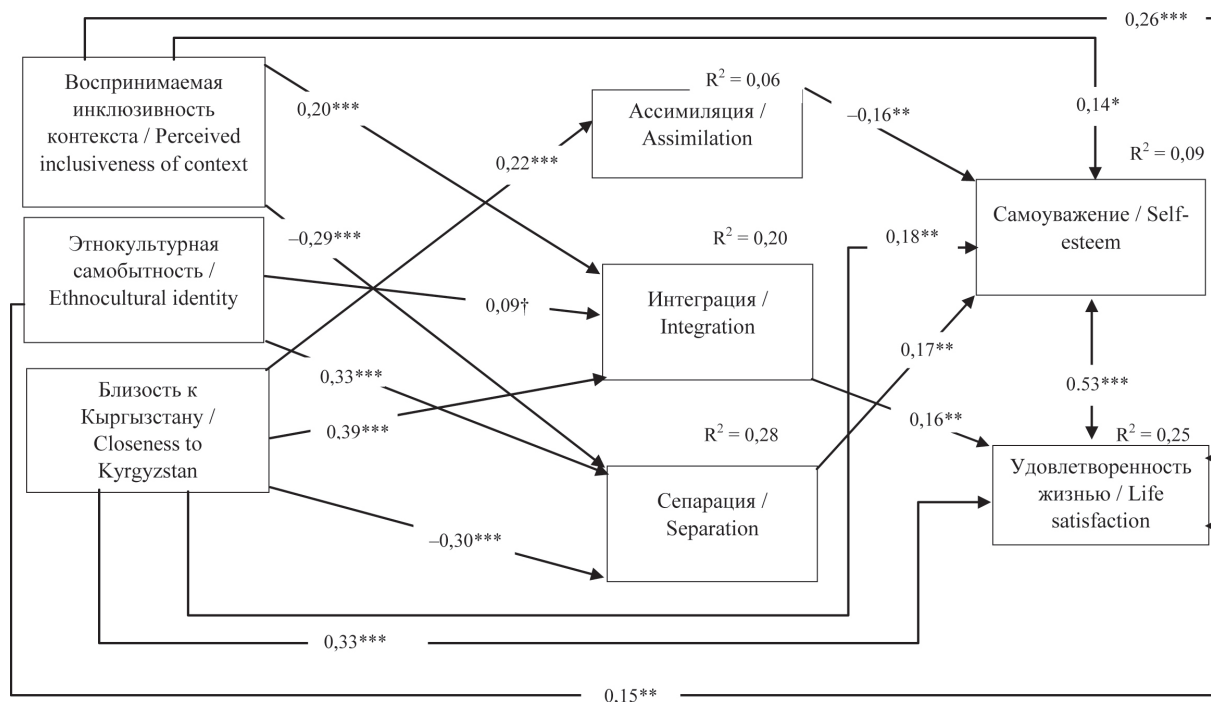 0,26***
Воспринимаемая
инклюзивность
контекста / Perceived
inclusiveness of context
R² = 0,06
Ассимиляция /
Assimilation
0,20***
–0,16**
0,14*
0,22***
R² = 0,09
Этнокультурная
самобытность /
Ethnocultural identity
–0,29***
R² = 0,20
0,18**
Самоуважение / Self-
esteem
0,09†
Интеграция /
Integration
0,17**
Близость к
Кыргызстану /
Closeness to
Kyrgyzstan
0,33***
0.53***
0,39***
R² = 0,28
0,16**
R² = 0,25
Удовлетворенность
жизнью / Life
satisfaction
Сепарация /
Separation
–0,30***
0,33***
0,15**